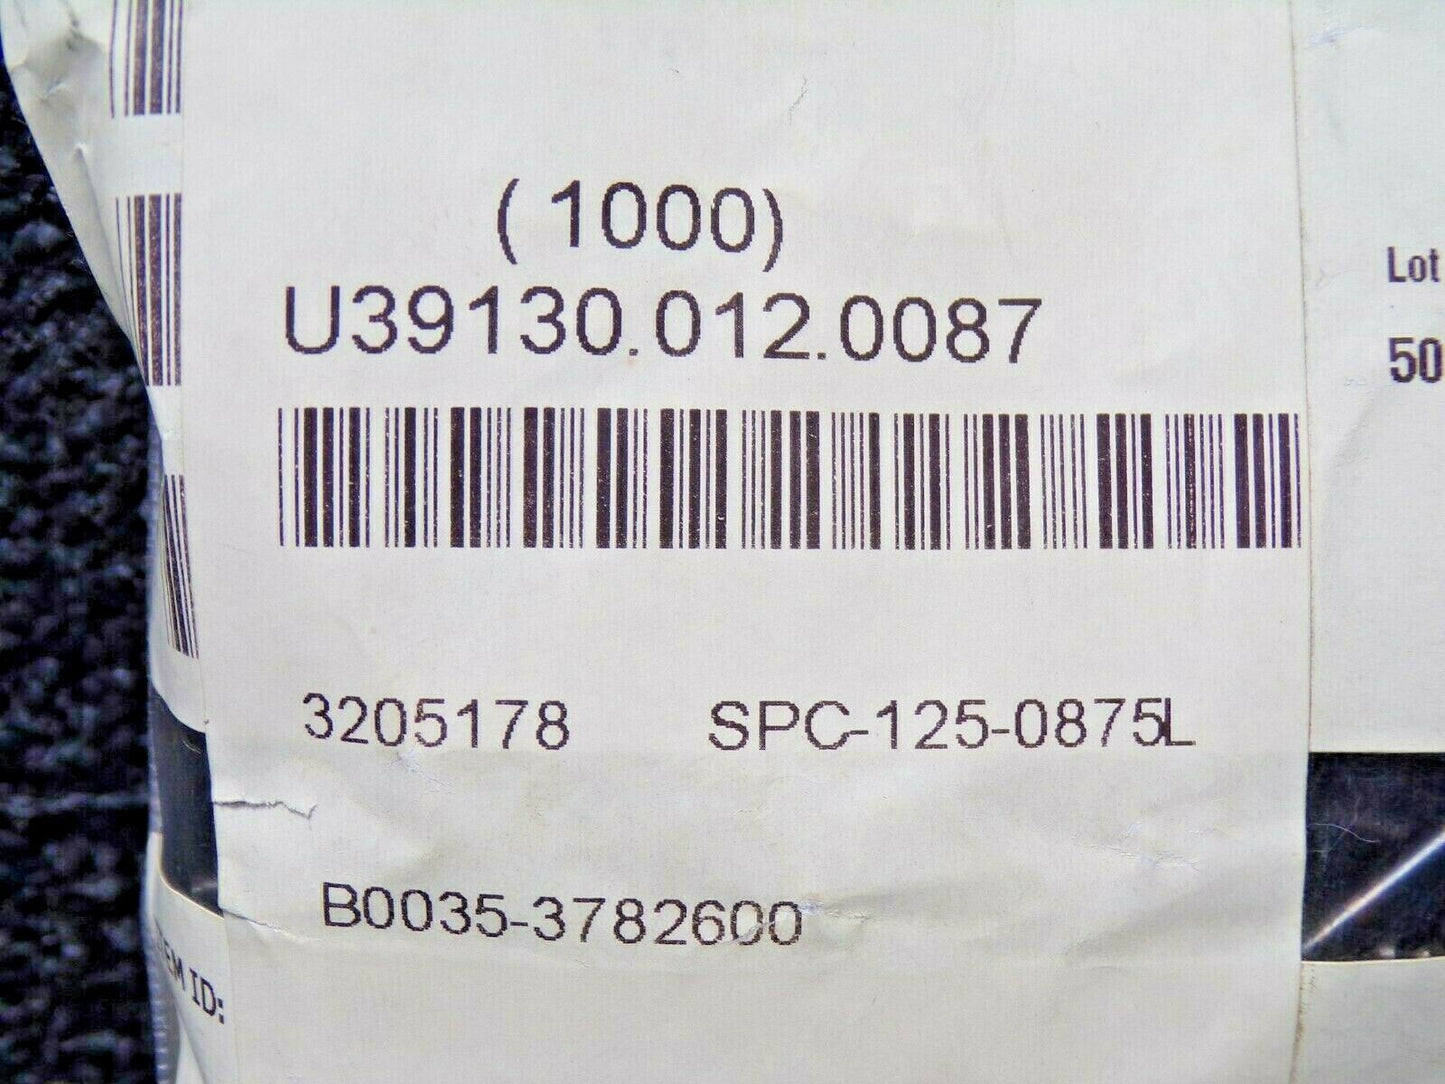 ( 1000)
U39130.012.0087
3205178 SPC-125-0875L
B0035-3782600
ID:
Lot
50